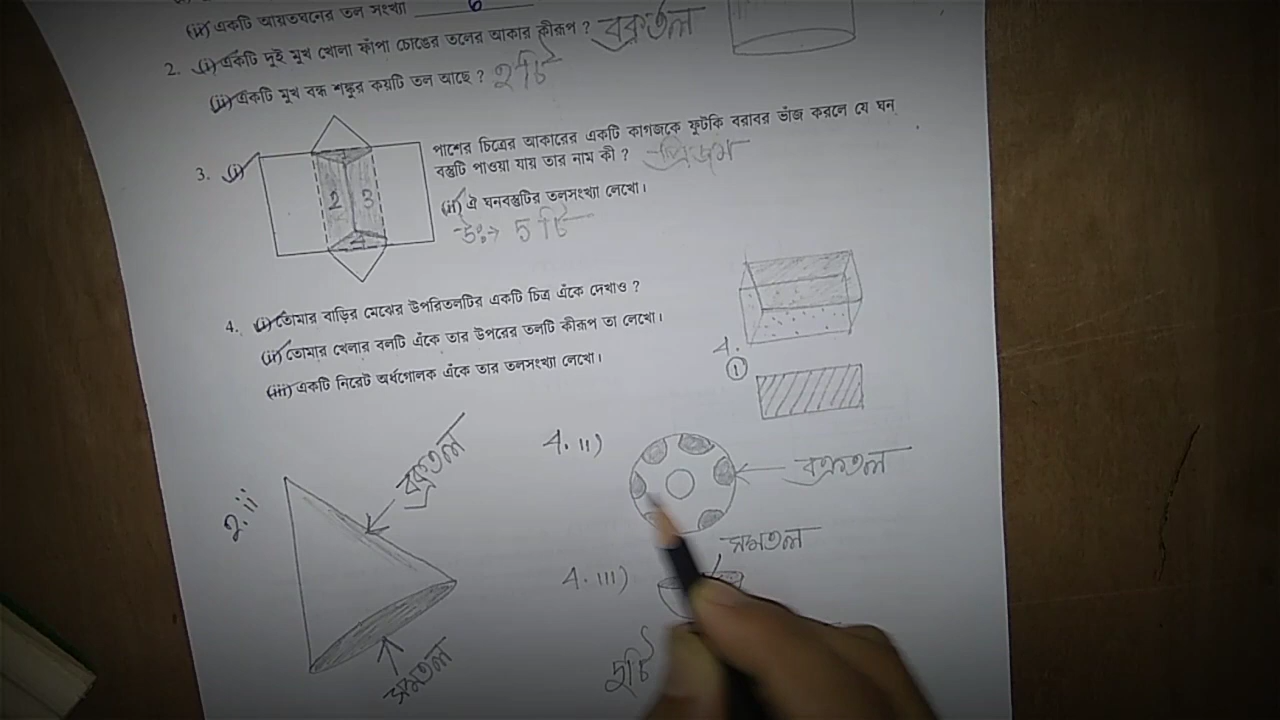 (ii) একটি আয়তঘনের তল সংখ্যা 6
2. (i) একটি দুই মুখ খোলা ফাঁপা চোঙের তলের আকার কীরূপ ? বক্রতল
(ii) একটি মুখ বন্ধ শঙ্কুর কয়টি তল আছে ? ২টি
3. (i) পাশের চিত্রের আকারের একটি কাগজকে ফুটকি বরাবর ভাঁজ করলে যে ঘন
বস্তুটি পাওয়া যায় তার নাম কী ? প্রিজম
2 3
(ii) ঐ ঘনবস্তুটির তলসংখ্যা লেখো।
উঃ→ 5টি
4. (i) তোমার বাড়ির মেঝের উপরিতলটির একটি চিত্র এঁকে দেখাও ?
(ii) তোমার খেলার বলটি এঁকে তার উপরের তলটি কীরূপ তা লেখো।
(iii) একটি নিরেট অর্ধগোলক এঁকে তার তলসংখ্যা লেখো।
4.
1
2.ii
বক্রতল
সমতল
4. ii)
বক্রতল
4. iii)
সমতল
দুটি